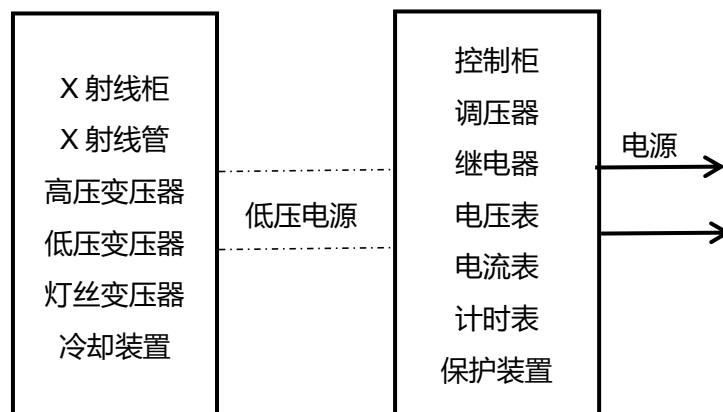 X 射线柜
X 射线管
高压变压器
低压变压器
灯丝变压器
冷却装置
低压电源
控制柜
调压器
继电器
电压表
电流表
计时表
保护装置
电源